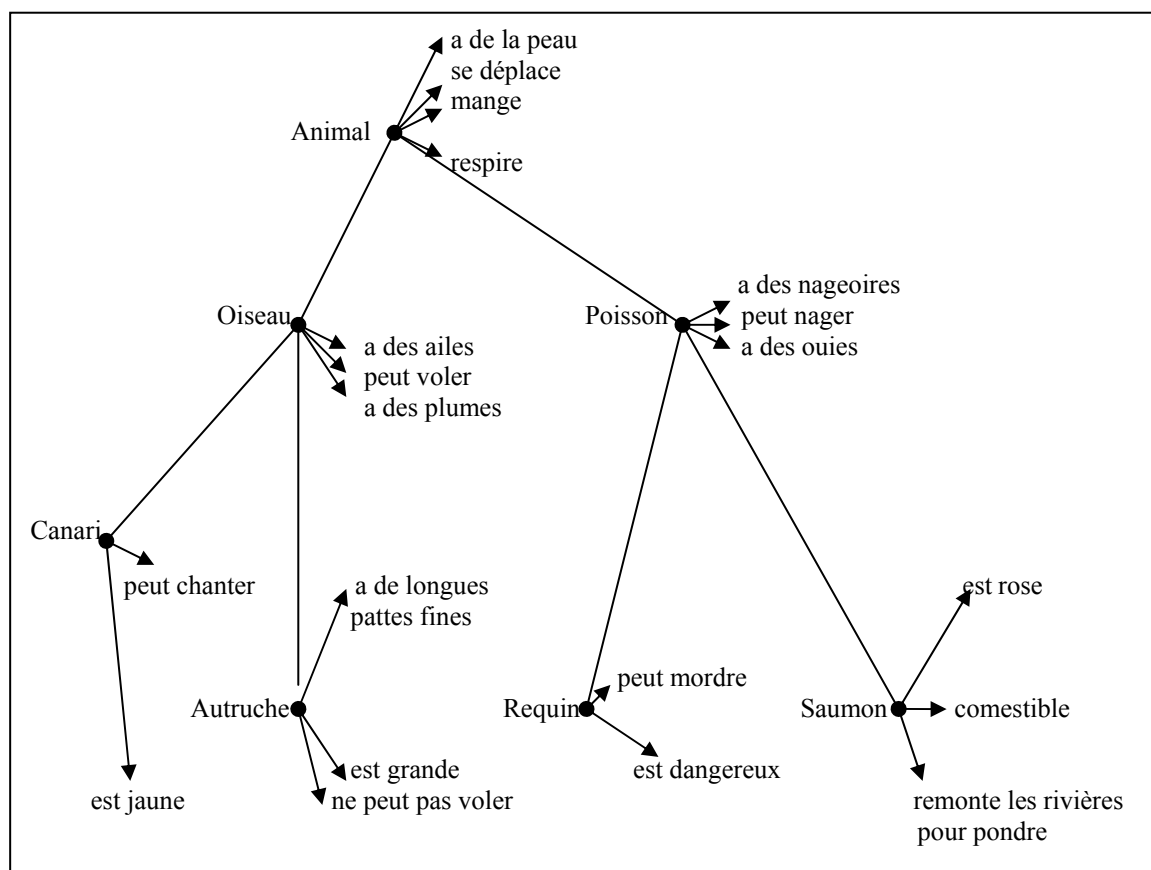 a de la peau
se déplace
mange
Animal
respire
Oiseau
a des ailes
peut voler
a des plumes
Poisson
a des nageoires
peut nager
a des ouies
Canari
peut chanter
est jaune
a de longues
pattes fines
Autruche
est grande
ne peut pas voler
peut mordre
Requin
est dangereux
est rose
Saumon
comestible
remonte les rivières
pour pondre